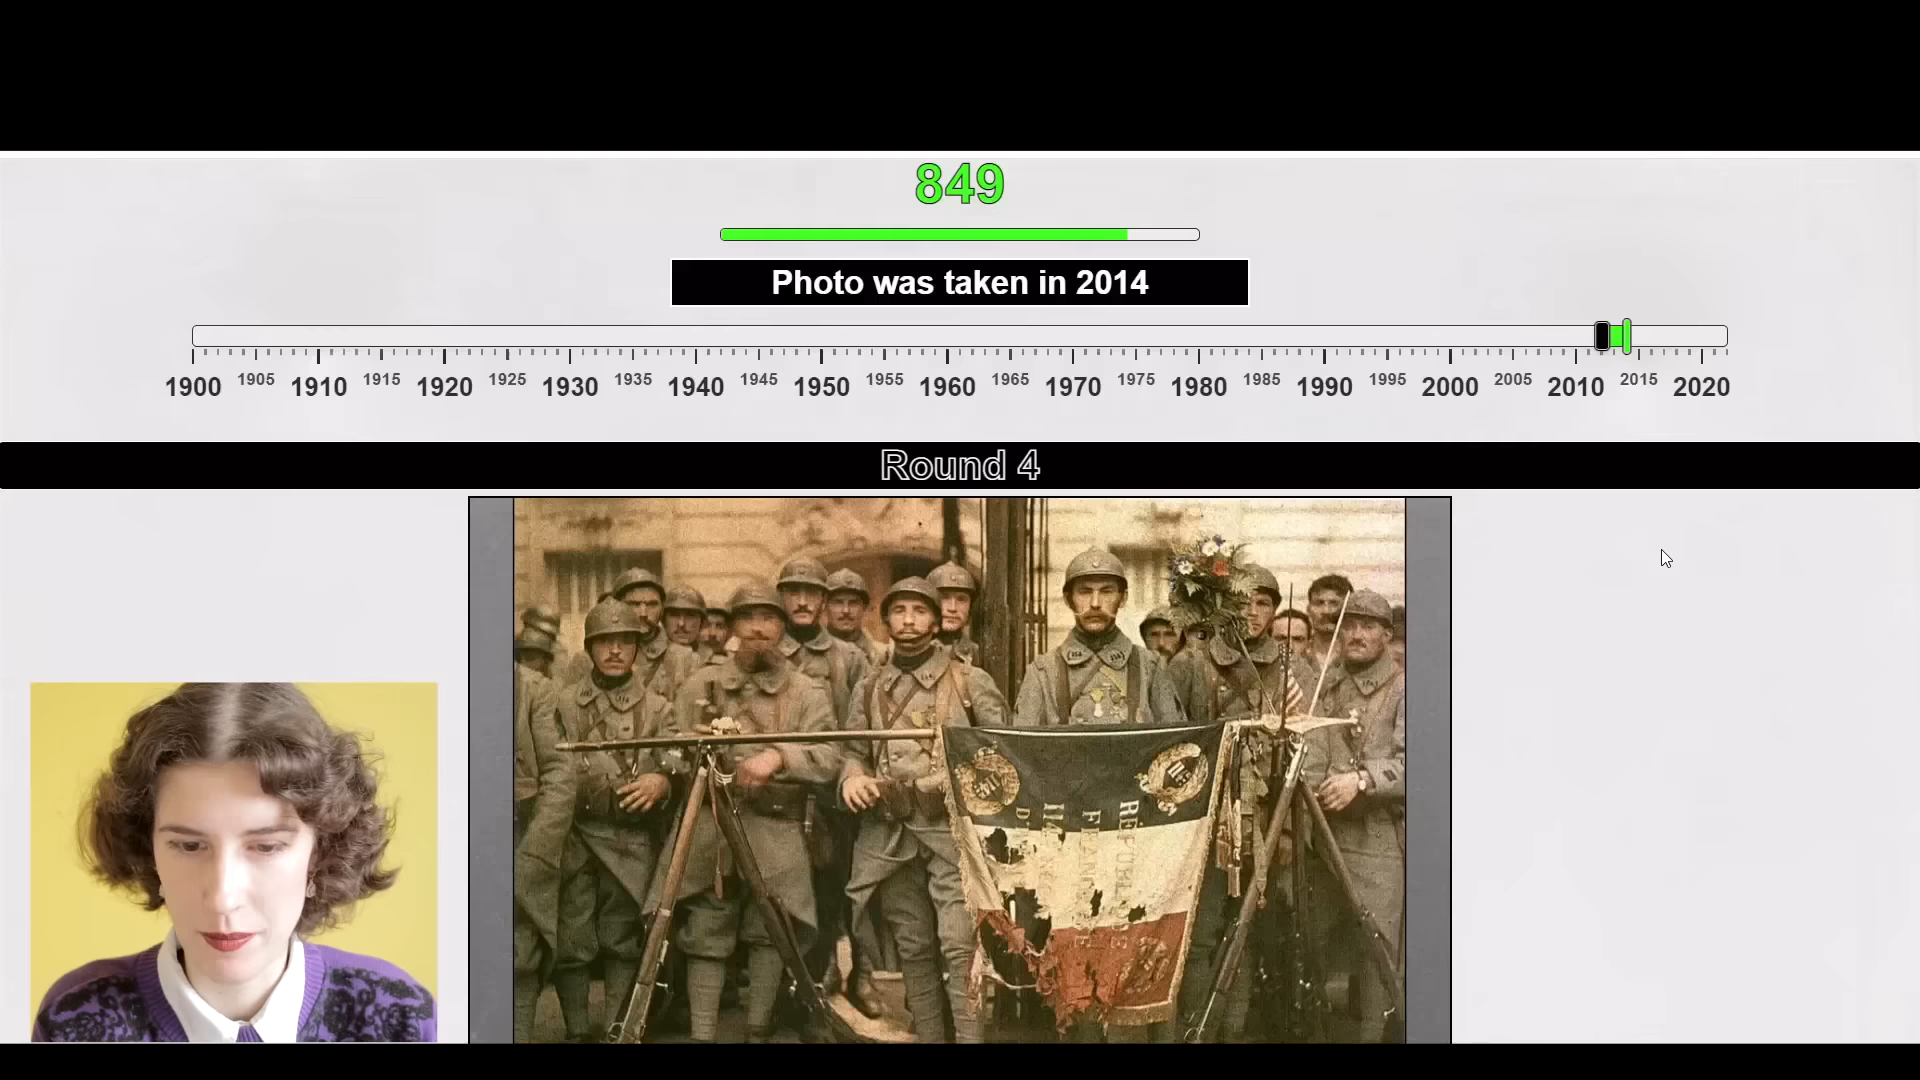 849
Photo was taken in 2014
1900 1905 1910 1915 1920 1925 1930 1935 1940 1945 1950 1955 1960 1965 1970 1975 1980 1985 1990 1995 2000 2005 2010 2015 2020
Round 4